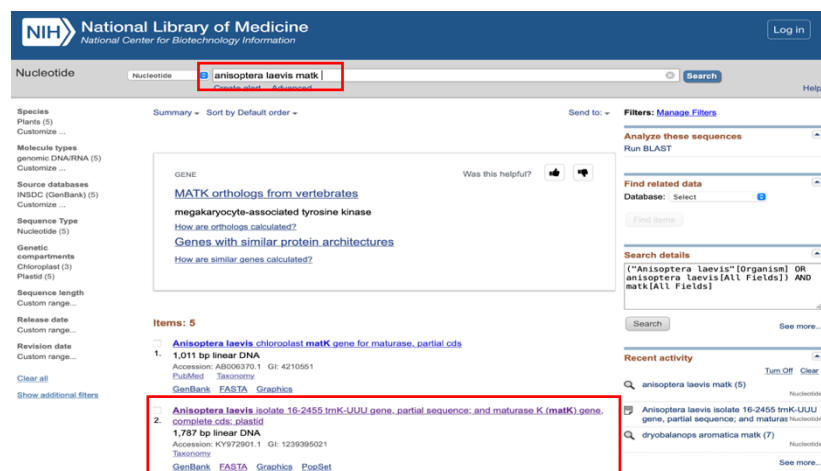 NIH National Library of Medicine
National Center for Biotechnology Information
Log in
Nucleotide
Nucleotide
anisoptera laevis matk
Search
Create alert Advanced
Help
Species
Plants (5)
Customize ...
Molecule types
genomic DNA/RNA (5)
Customize ...
Source databases
INSDC (GenBank) (5)
Customize ...
Sequence Type
Nucleotide (5)
Genetic
compartments
Chloroplast (3)
Plastid (5)
Sequence length
Custom range...
Release date
Custom range...
Revision date
Custom range...
Clear all
Show additional filters
Summary Sort by Default order
Send to:
GENE
Was this helpful?
MATK orthologs from vertebrates
megakaryocyte-associated tyrosine kinase
How are orthologs calculated?
Genes with similar protein architectures
How are similar genes calculated?
Items: 5
Anisoptera laevis chloroplast matK gene for maturase, partial cds
1. 1,011 bp linear DNA
Accession: AB006370.1 GI: 4210551
PubMed Taxonomy
GenBank FASTA Graphics
Anisoptera laevis isolate 16-2455 trnK-UUU gene, partial sequence; and maturase K (matK) gene,
2. complete cds; plastid
1,787 bp linear DNA
Accession: KY972901.1 GI: 1239395021
Taxonomy
GenBank FASTA Graphics PopSet
Filters: Manage Filters
Analyze these sequences
Run BLAST
Find related data
Database: Select
Find items
Search details
("Anisoptera laevis"[Organism] OR
anisoptera laevis[All Fields]) AND
matk[All Fields]
Search
See more...
Recent activity
Turn Off Clear
anisoptera laevis matk (5)
Nucleotide
Anisoptera laevis isolate 16-2455 trnK-UUU
gene, partial sequence; and maturas Nucleotide
dryobalanops aromatica matk (7)
Nucleotide
See more...